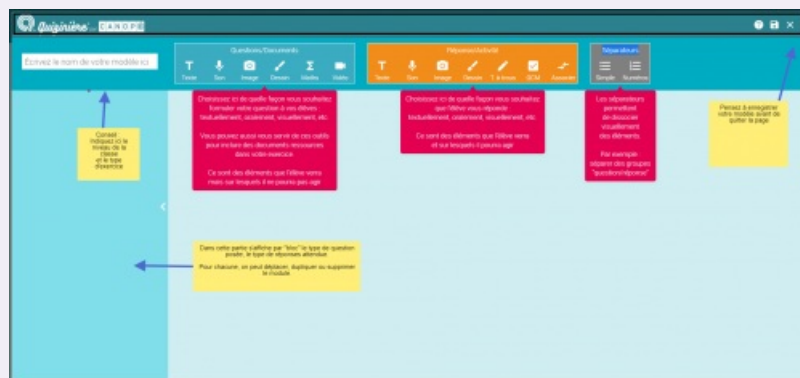 Quizinière CANOPÉ
Écrivez le nom de votre modèle ici
Questions/Documents
Texte Son Image Dessin Maths Vidéo
Réponse/Activité
Texte Son Image Dessin T. à trous QCM Associer
Séparateurs
Simple Numéros
Conseil
Indiquez ici le
niveau de la
classe
et le type
d'exercice
Choisissez ici de quelle façon vous souhaitez
formuler votre question à vos élèves
textuellement, oralement, visuellement, etc.
Vous pouvez aussi vous servir de ces outils
pour inclure des documents ressources
dans votre exercice
Ce sont des éléments que l'élève verra
mais sur lesquels il ne pourra pas agir
Choisissez ici de quelle façon vous souhaitez
que l'élève vous réponde
textuellement, oralement, visuellement, etc.
Ce sont des éléments que l'élève verra
et sur lesquels il pourra agir
Les séparateurs
permettent
de dissocier
visuellement
des éléments.
Par exemple
séparer des groupes
"question/réponse"
Pensez à enregistrer
votre modèle avant de
quitter la page
Dans cette partie s'affiche par "bloc" le type de question
posée, le type de réponses attendue.
Pour chacune, on peut déplacer, dupliquer ou supprimer
le module.